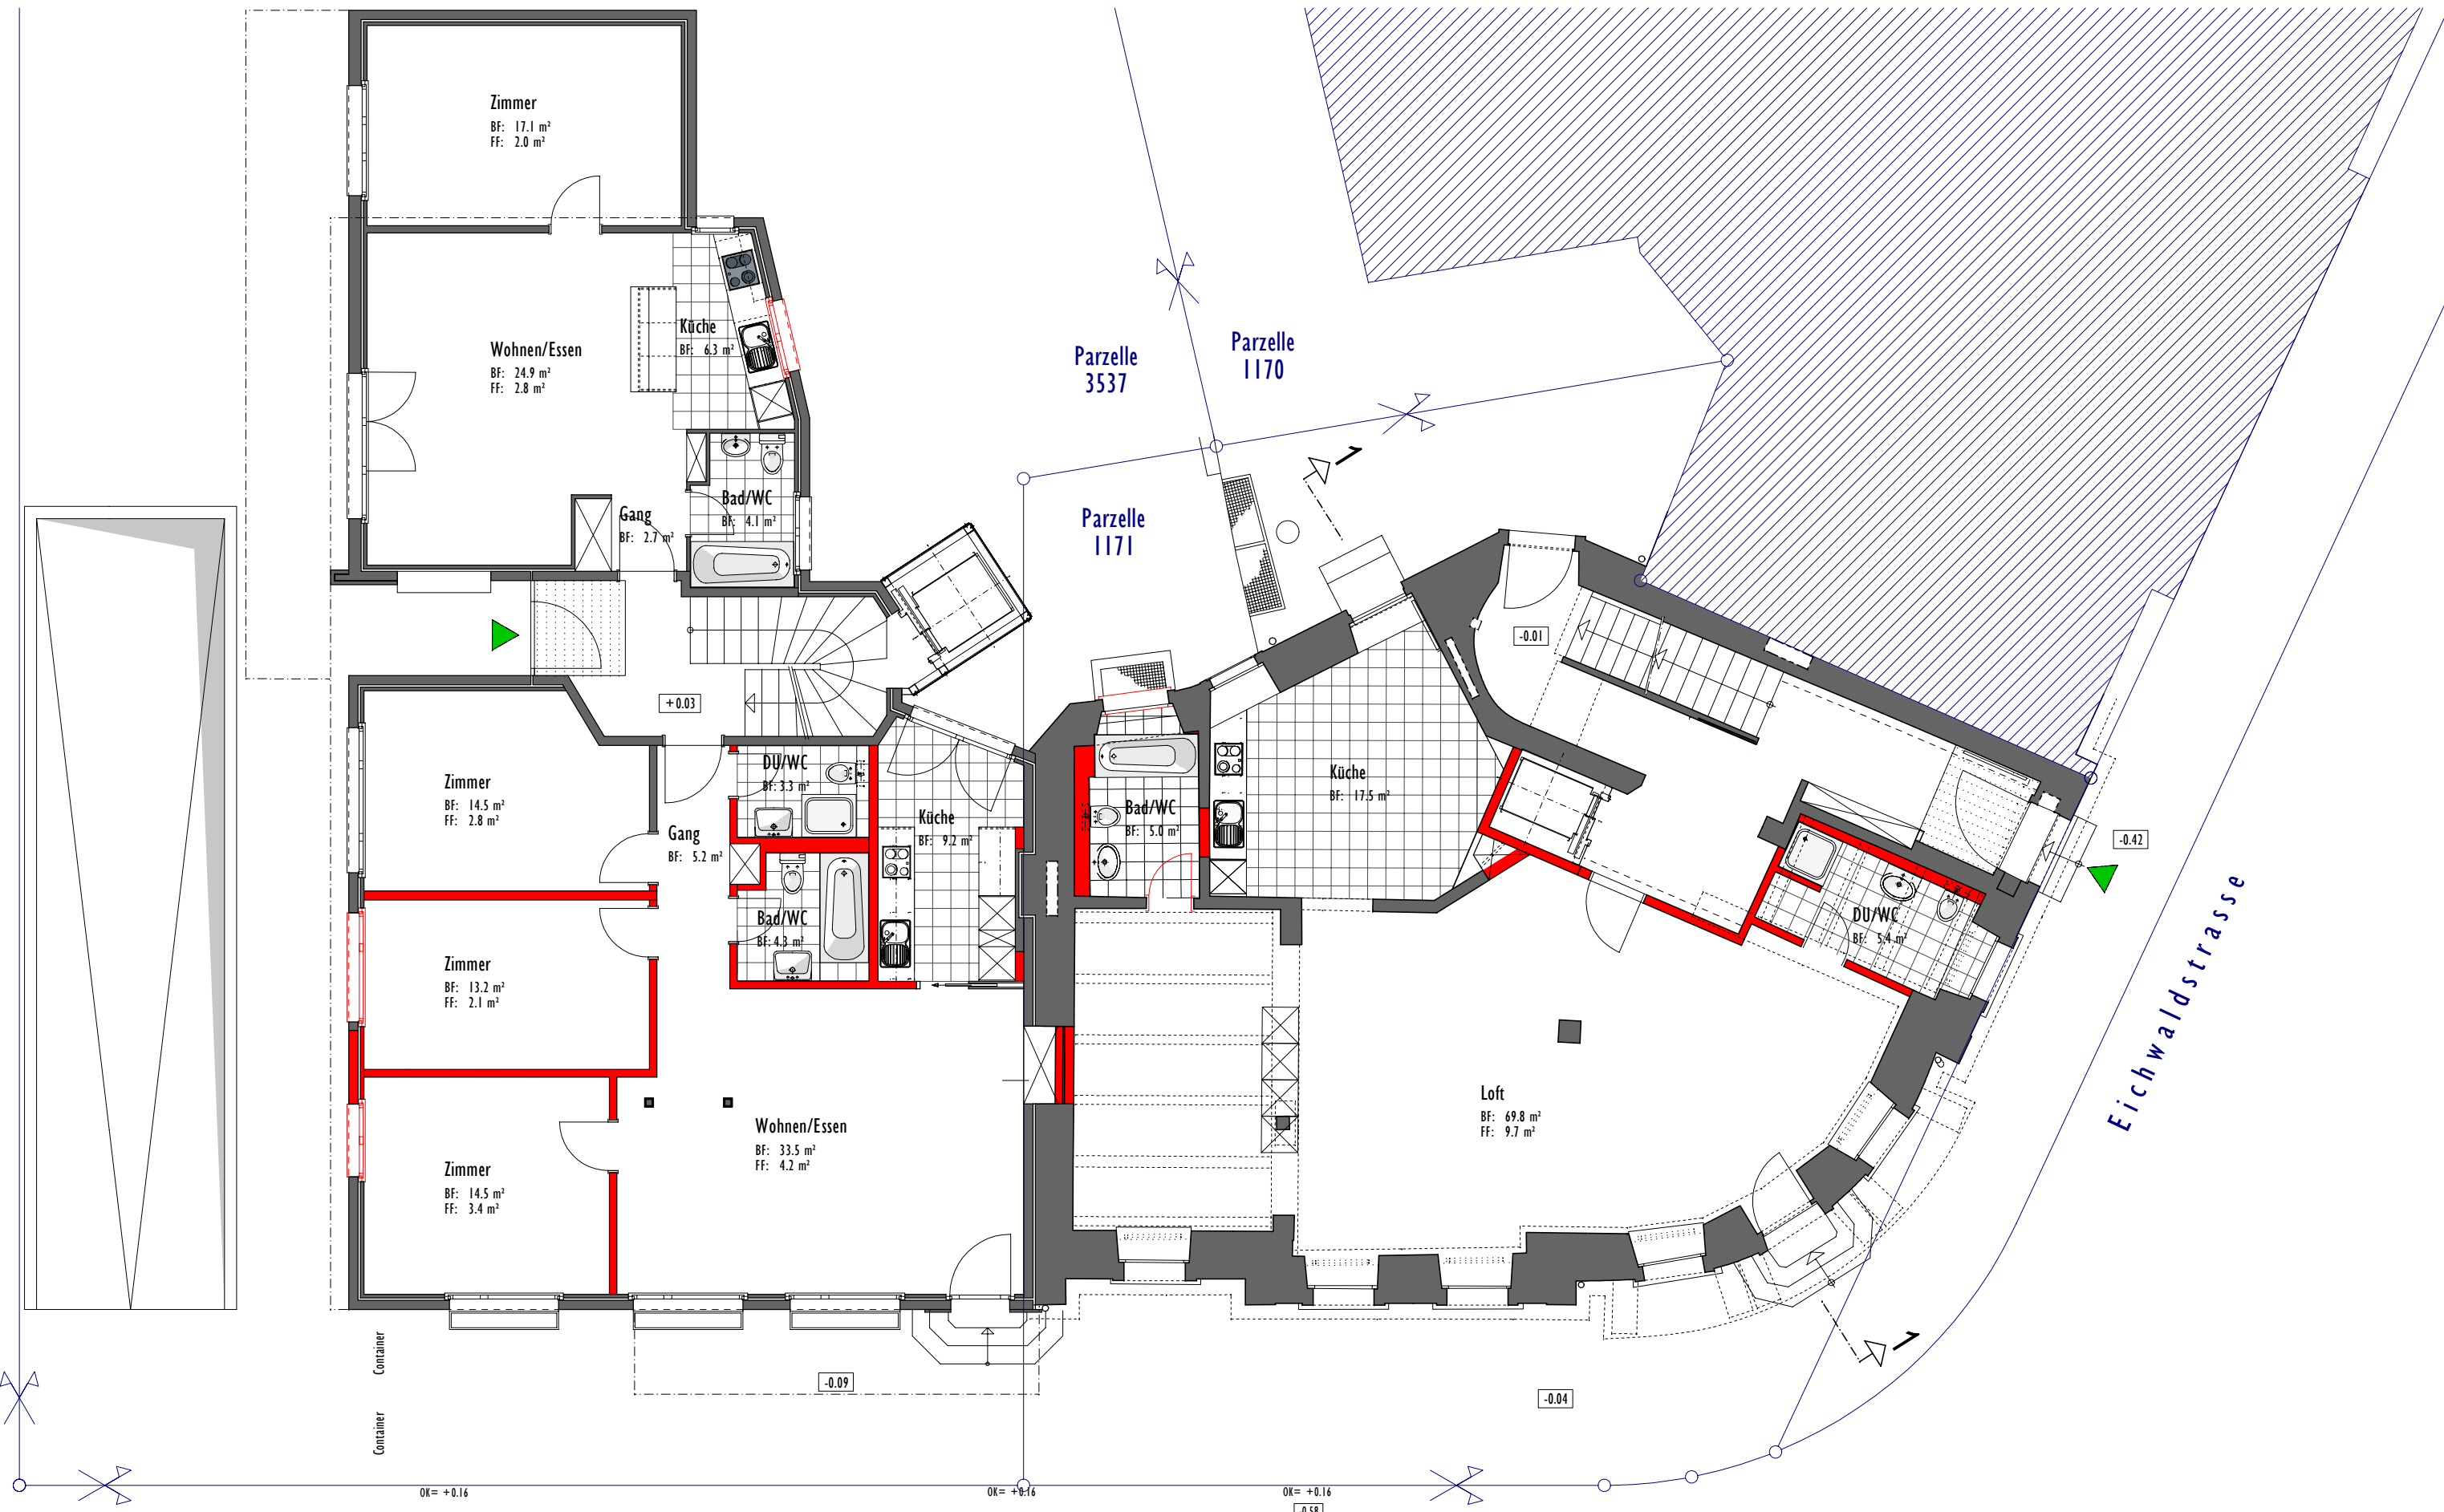 Zimmer
BF: 17.1 m²
FF: 2.0 m²
Küche
BF: 6.3 m²
Wohnen/Essen
BF: 24.9 m²
FF: 2.8 m²
Parzelle
3537
Parzelle
1170
Bad/WC
BF: 4.1 m²
Gang
BF: 2.7 m²
Parzelle
1171
1
-0.01
+0.03
Zimmer
BF: 14.5 m²
FF: 2.8 m²
DU/WC
BF: 3.3 m²
Gang
BF: 5.2 m²
Küche
BF: 9.2 m²
Bad/WC
BF: 5.0 m²
Küche
BF: 17.5 m²
-0.42
Bad/WC
BF: 4.3 m²
DU/WC
BF: 5.4 m²
Eichwaldstrasse
Zimmer
BF: 13.2 m²
FF: 2.1 m²
Loft
BF: 69.8 m²
FF: 9.7 m²
Wohnen/Essen
BF: 33.5 m²
FF: 4.2 m²
Zimmer
BF: 14.5 m²
FF: 3.4 m²
1
Container
-0.09
-0.04
Container
OK= +0.16
OK= +0.16
OK= +0.16
-0.58